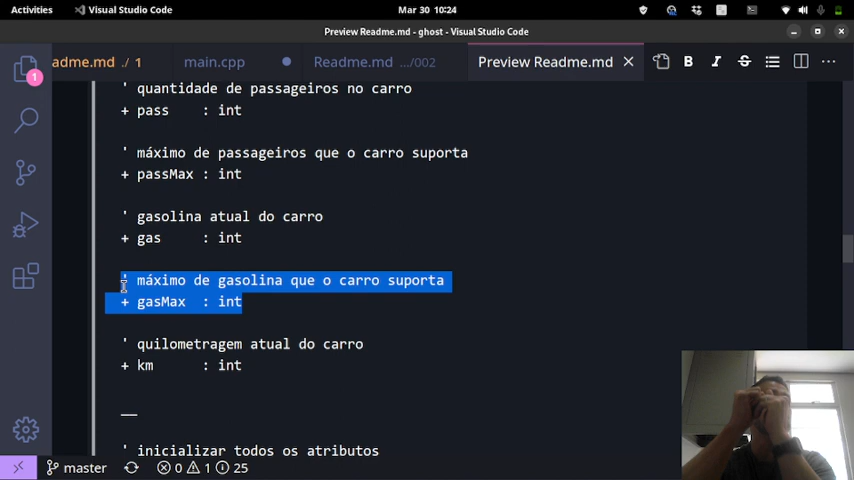 Activities
Visual Studio Code
Mar 30 10:24
Preview Readme.md - ghost - Visual Studio Code
adme.md ./ 1
main.cpp
Readme.md .../002
Preview Readme.md
B I S
1
' quantidade de passageiros no carro
+ pass : int
' máximo de passageiros que o carro suporta
+ passMax : int
' gasolina atual do carro
+ gas : int
' máximo de gasolina que o carro suporta
+ gasMax : int
' quilometragem atual do carro
+ km : int
__
' inicializar todos os atributos
master
0 1 25